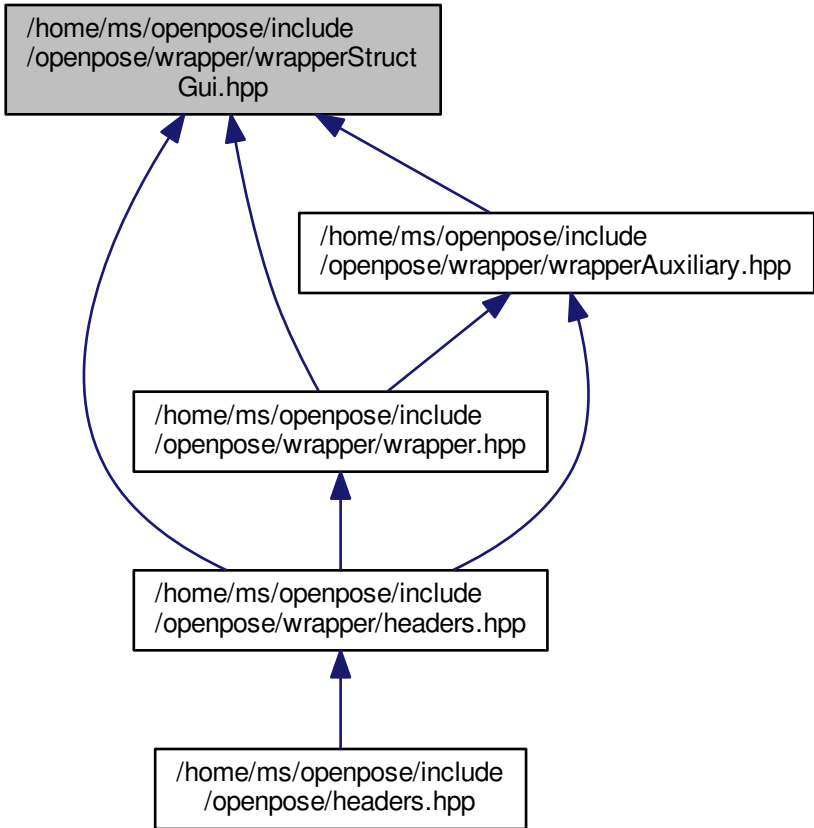 /home/ms/openpose/include
/openpose/wrapper/wrapperStruct
Gui.hpp
/home/ms/openpose/include
/openpose/wrapper/wrapperAuxiliary.hpp
/home/ms/openpose/include
/openpose/wrapper/wrapper.hpp
/home/ms/openpose/include
/openpose/wrapper/headers.hpp
/home/ms/openpose/include
/openpose/headers.hpp